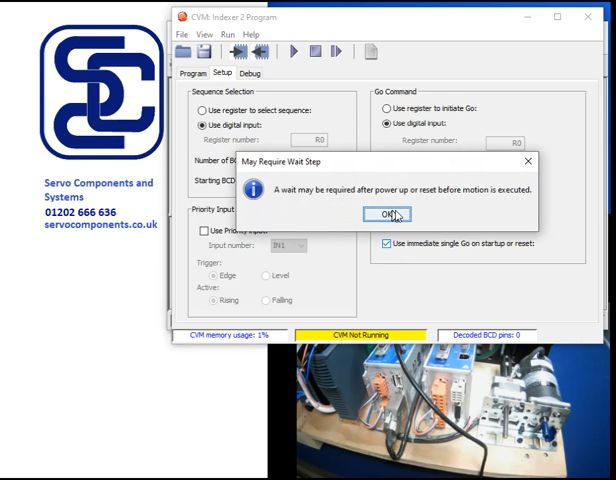 CVM: Indexer 2 Program
File View Run Help
Program Setup Debug
Sequence Selection
Use register to select sequence:
Use digital input:
Register number: R0
Number of BC
Starting BCD
Priority Input
Use Priority Input:
Input number: IN1
Trigger:
Edge Level
Active:
Rising Falling
Go Command
Use register to initiate Go:
Use digital input:
Register number: R0
May Require Wait Step
A wait may be required after power up or reset before motion is executed.
OK
Use immediate single Go on startup or reset:
CVM memory usage: 1% CVM Not Running Decoded BCD pins: 0
Servo Components and
Systems
01202 666 636
servocomponents.co.uk